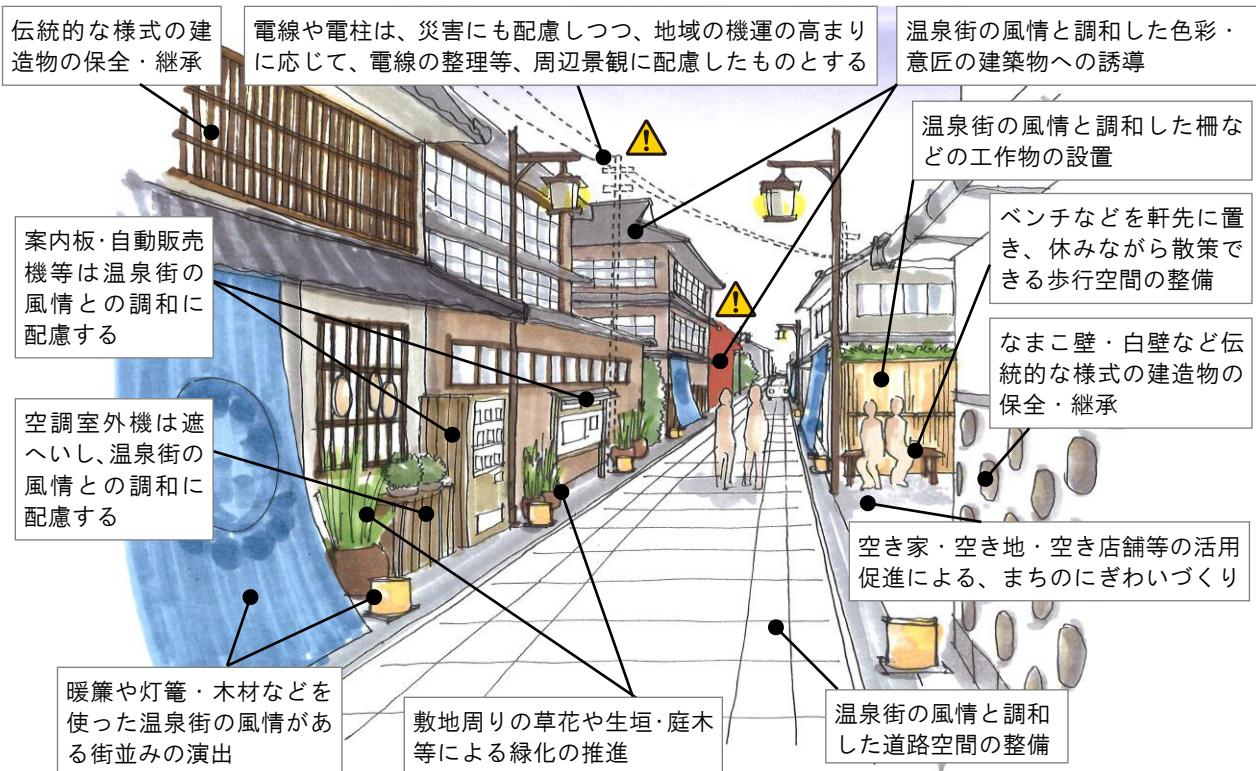 伝統的な様式の建
造物の保全・継承
電線や電柱は、災害にも配慮しつつ、地域の機運の高まり
に応じて、電線の整理等、周辺景観に配慮したものとする
温泉街の風情と調和した色彩・
意匠の建築物への誘導
温泉街の風情と調和した柵な
どの工作物の設置
案内板・自動販売
機等は温泉街の
風情との調和に
配慮する
ベンチなどを軒先に置
き、休みながら散策で
きる歩行空間の整備
なまこ壁・白壁など伝
統的な様式の建造物の
保全・継承
空調室外機は遮
へいし、温泉街の
風情との調和に
配慮する
空き家・空き地・空き店舗等の活用
促進による、まちのにぎわいづくり
暖簾や灯篭・木材などを
使った温泉街の風情があ
る街並みの演出
敷地周りの草花や生垣・庭木
等による緑化の推進
温泉街の風情と調和
した道路空間の整備